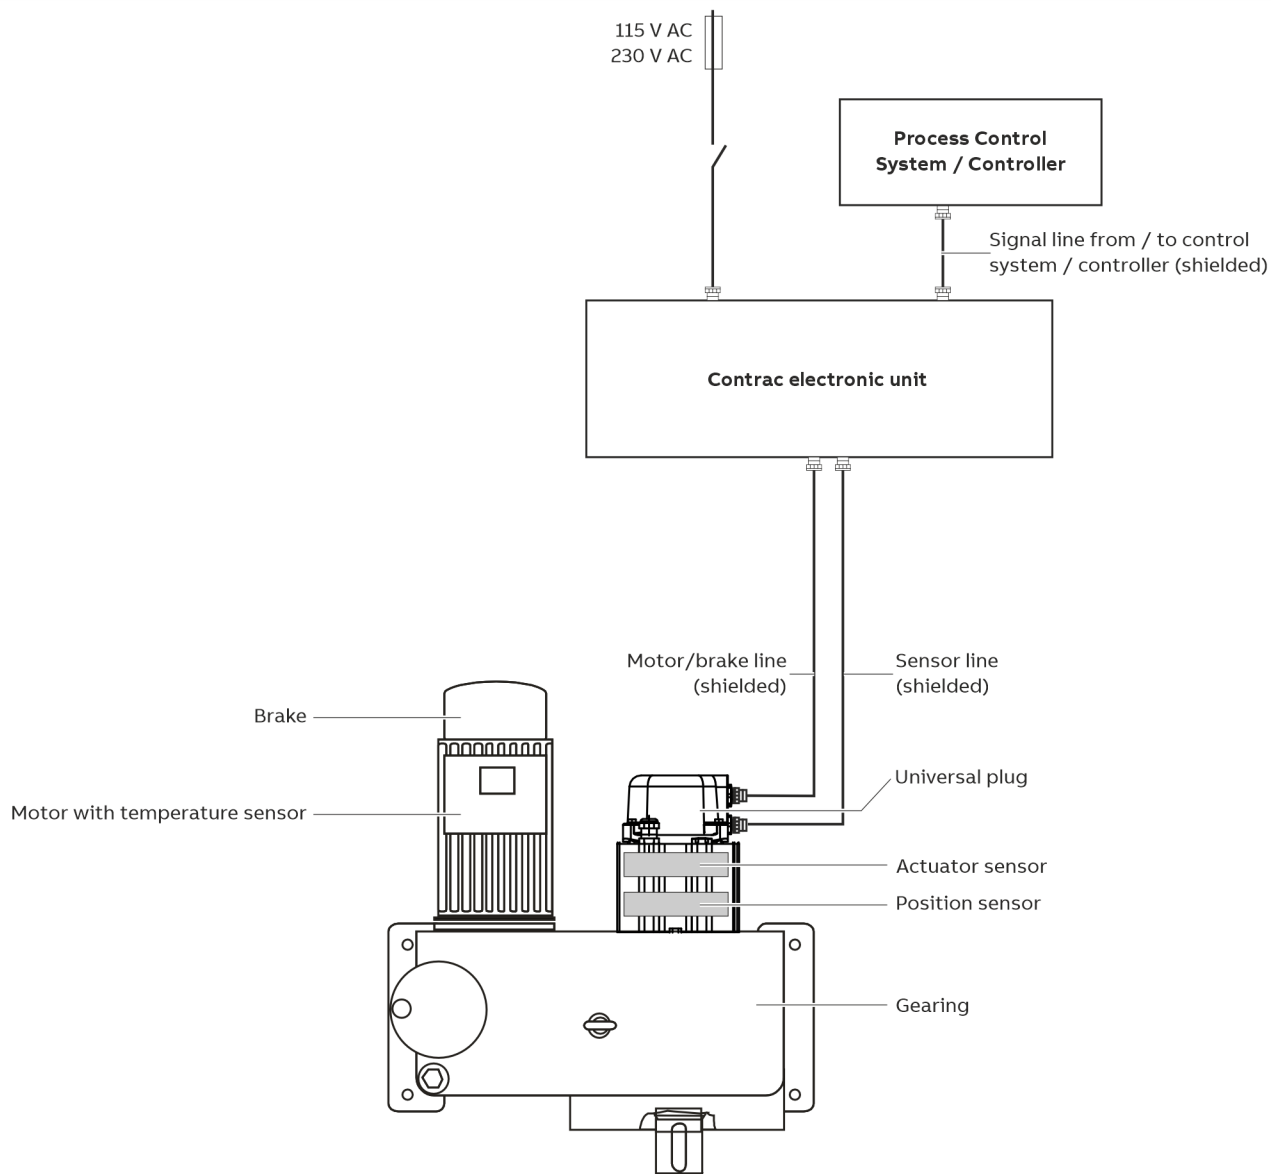 115 V AC
230 V AC
Process Control
System / Controller
Signal line from / to control
system / controller (shielded)
Contrac electronic unit
Motor/brake line
(shielded)
Sensor line
(shielded)
Brake
Universal plug
Motor with temperature sensor
Actuator sensor
Position sensor
Gearing